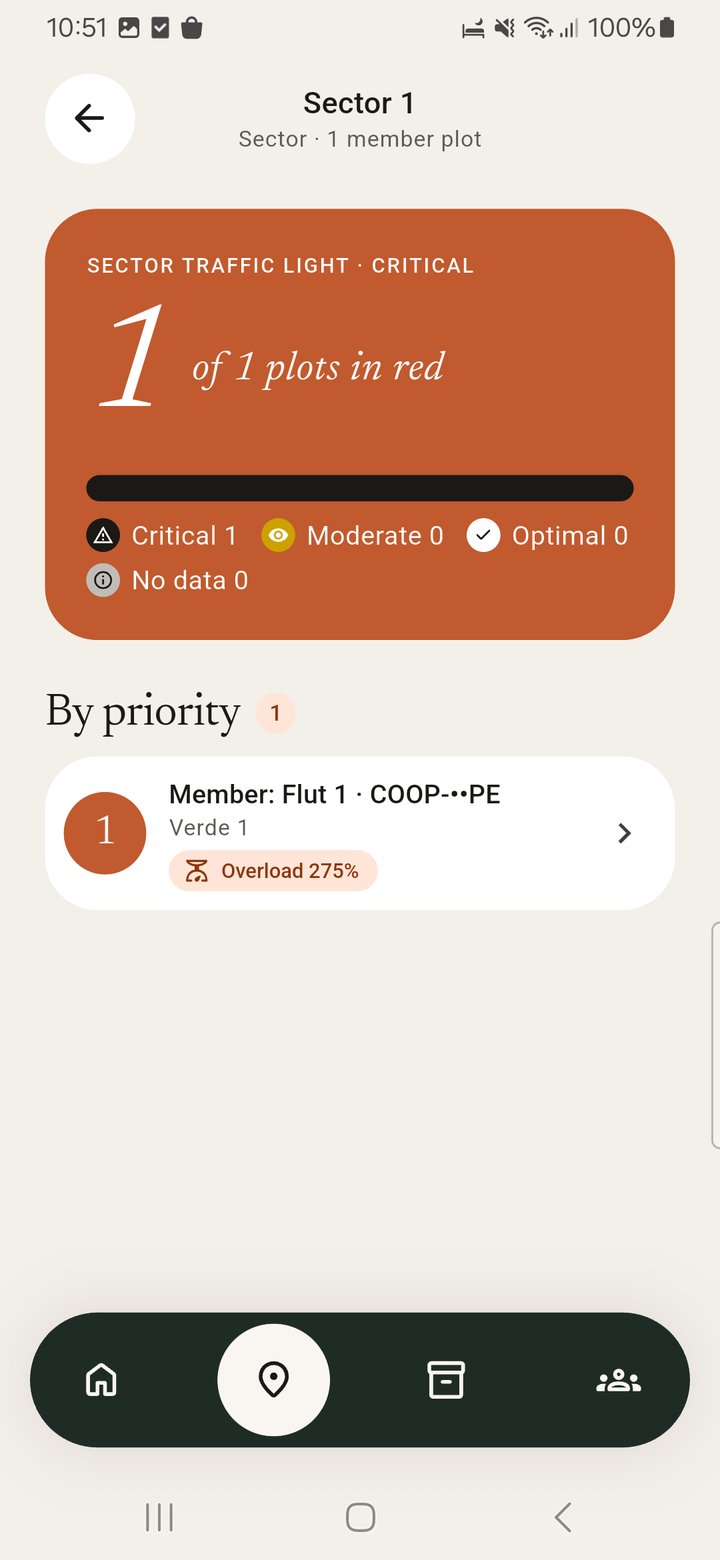 10:51
100%
Sector 1
Sector · 1 member plot
SECTOR TRAFFIC LIGHT · CRITICAL
1 of 1 plots in red
Critical 1 Moderate 0 Optimal 0
No data 0
By priority 1
1
Member: Flut 1 · COOP-••PE
Verde 1
Overload 275%